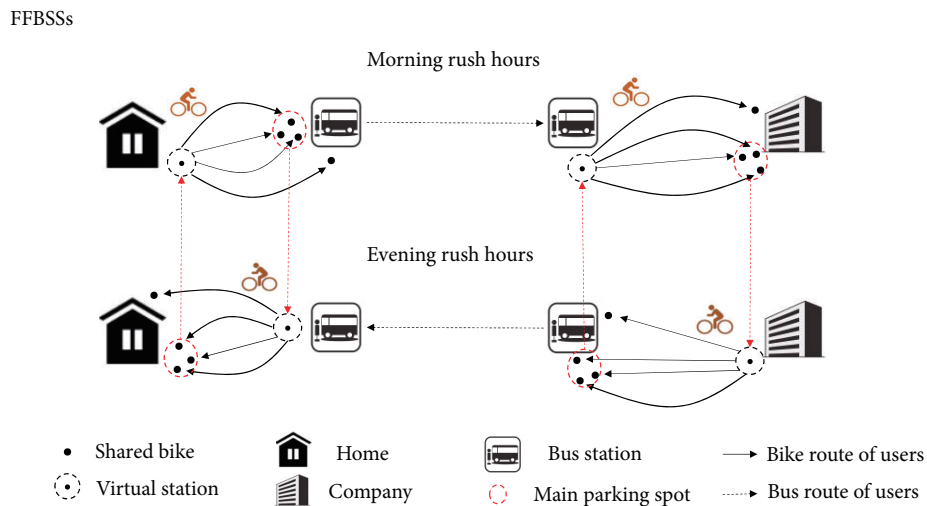 FFBSSs
Morning rush hours
Evening rush hours
Shared bike
Home
Bus station
Bike route of users
Virtual station
Company
Main parking spot
Bus route of users